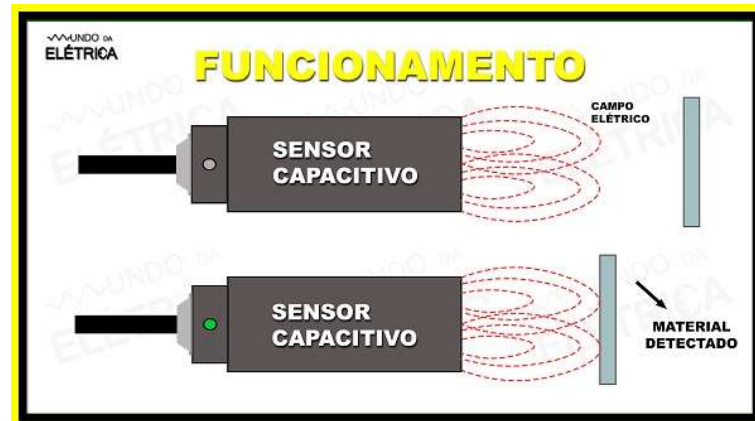 MUNDO DA
ELÉTRICA
FUNCIONAMENTO
SENSOR
CAPACITIVO
CAMPO
ELÉTRICO
SENSOR
CAPACITIVO
MATERIAL
DETECTADO